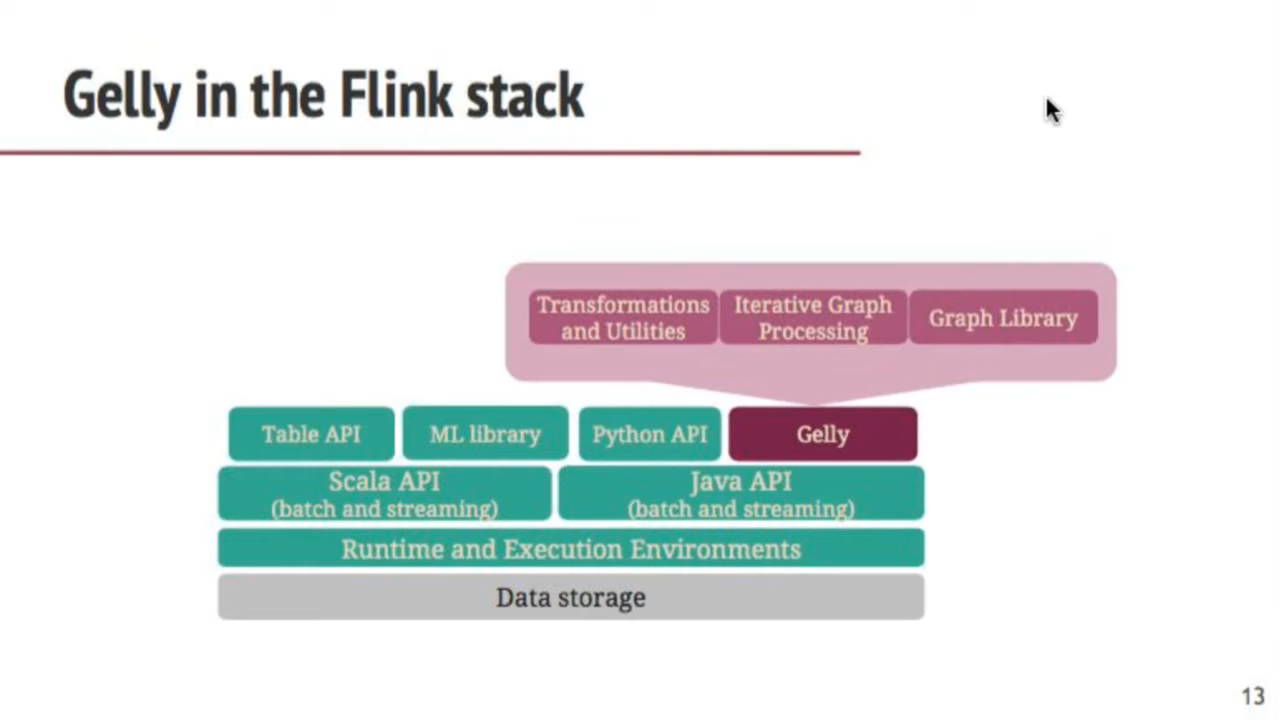 Gelly in the Flink stack
Transformations
and Utilities
Iterative Graph
Processing
Graph Library
Table API
ML library
Python API
Gelly
Scala API
(batch and streaming)
Java API
(batch and streaming)
Runtime and Execution Environments
Data storage
13